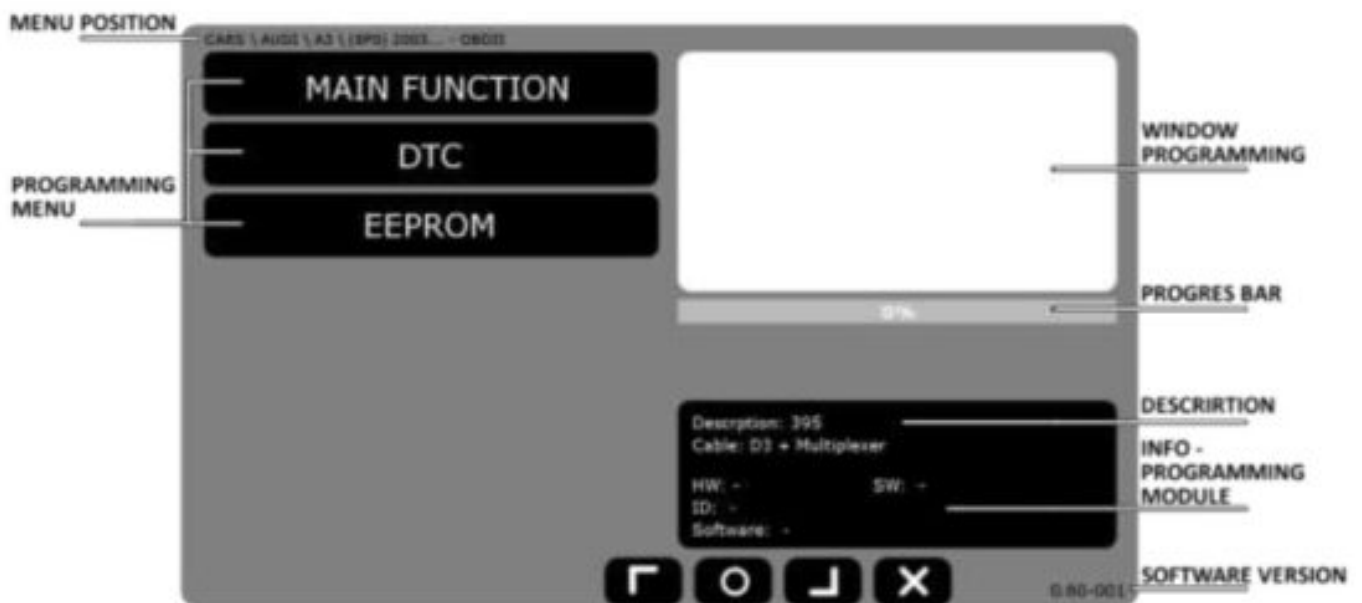 MENU POSITION
CARS \ AUDI \ A3 \ (8P0) 2003... - OBDII
MAIN FUNCTION
DTC
EEPROM
PROGRAMMING
MENU
WINDOW
PROGRAMMING
PROGRES BAR
0%
DESCRIRTION
Descrption: 395
Cable: D3 + Multiplexer
HW: - SW: -
ID: -
Software: -
INFO -
PROGRAMMING
MODULE
SOFTWARE VERSION
0.80-001